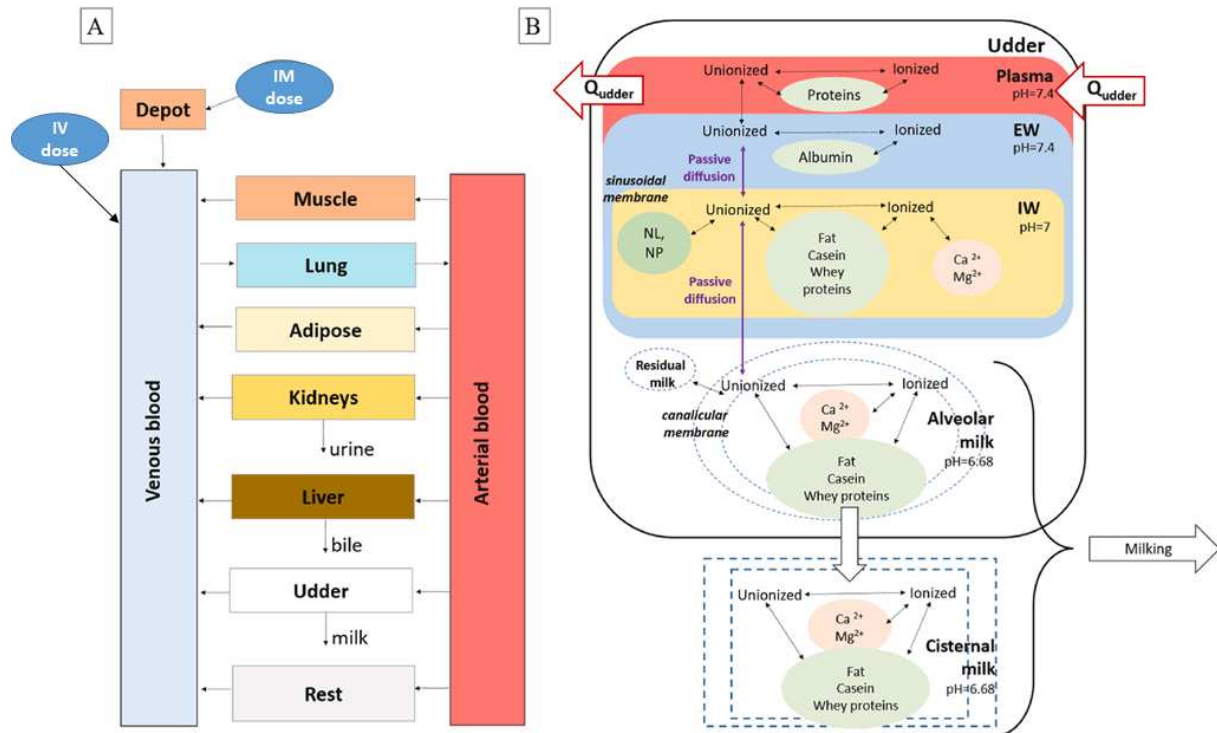 A
IM
dose
Depot
IV
dose
Venous blood
Muscle
Lung
Adipose
Kidneys
urine
Liver
bile
Udder
milk
Rest
Arterial blood
B
Udder
Q udder
Q udder
Unionized
Ionized
Plasma
pH=7.4
Proteins
Unionized
Ionized
EW
pH=7.4
Albumin
Passive
diffusion
sinusoidal
membrane
Unionized
Ionized
IW
pH=7
NL,
NP
Fat
Casein
Whey
proteins
Ca 2+
Mg2+
Passive
diffusion
Residual
milk
Unionized
Ionized
canalicular
membrane
Ca 2+
Mg2+
Alveolar
milk
pH=6.68
Fat
Casein
Whey proteins
Milking
Unionized
Ionized
Ca 2+
Mg2+
Cisternal
milk
pH=6.68
Fat
Casein
Whey proteins